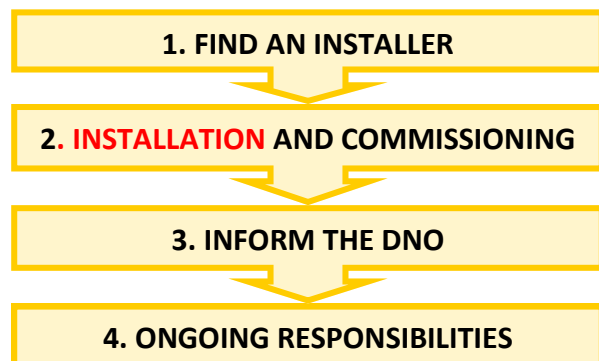 1. FIND AN INSTALLER
2. INSTALLATION AND COMMISSIONING
3. INFORM THE DNO
4. ONGOING RESPONSIBILITIES